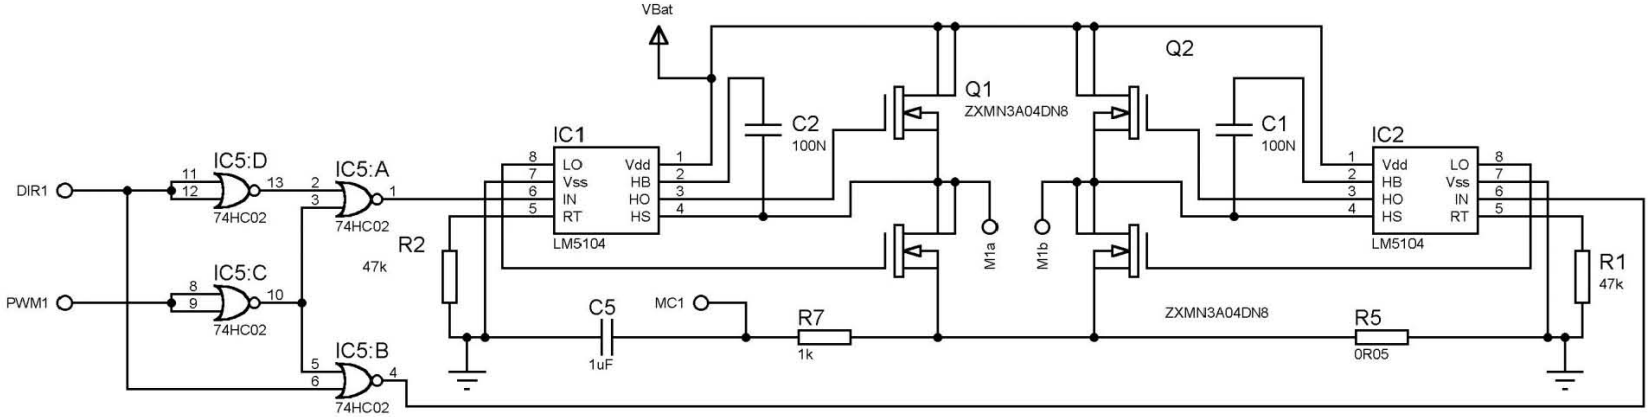 VBat
Q2
Q1
ZXMN3A04DN8
IC1
C2
100N
C1
100N
IC2
8 LO Vdd 1
7 Vss HB 2
6 IN HO 3
5 RT HS 4
LM5104
1 Vdd LO 8
2 HB Vss 7
3 HO IN 6
4 HS RT 5
LM5104
IC5:D
11
12
13
74HC02
IC5:A
2
3
1
74HC02
DIR1
R2
47k
M1a
M1b
R1
47k
IC5:C
8
9
10
74HC02
PWM1
MC1
C5
1uF
R7
1k
ZXMN3A04DN8
R5
0R05
IC5:B
5
6
4
74HC02